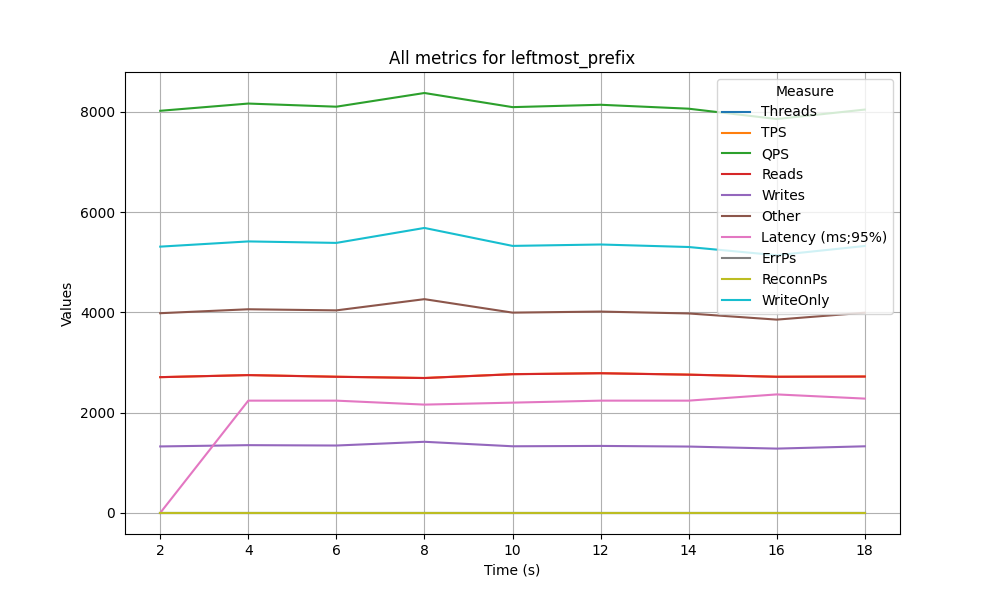 All metrics for leftmost_prefix
Measure
Threads
TPS
QPS
Reads
Writes
Other
Latency (ms;95%)
ErrPs
ReconnPs
WriteOnly
8000
6000
4000
2000
0
Values
2 4 6 8 10 12 14 16 18
Time (s)